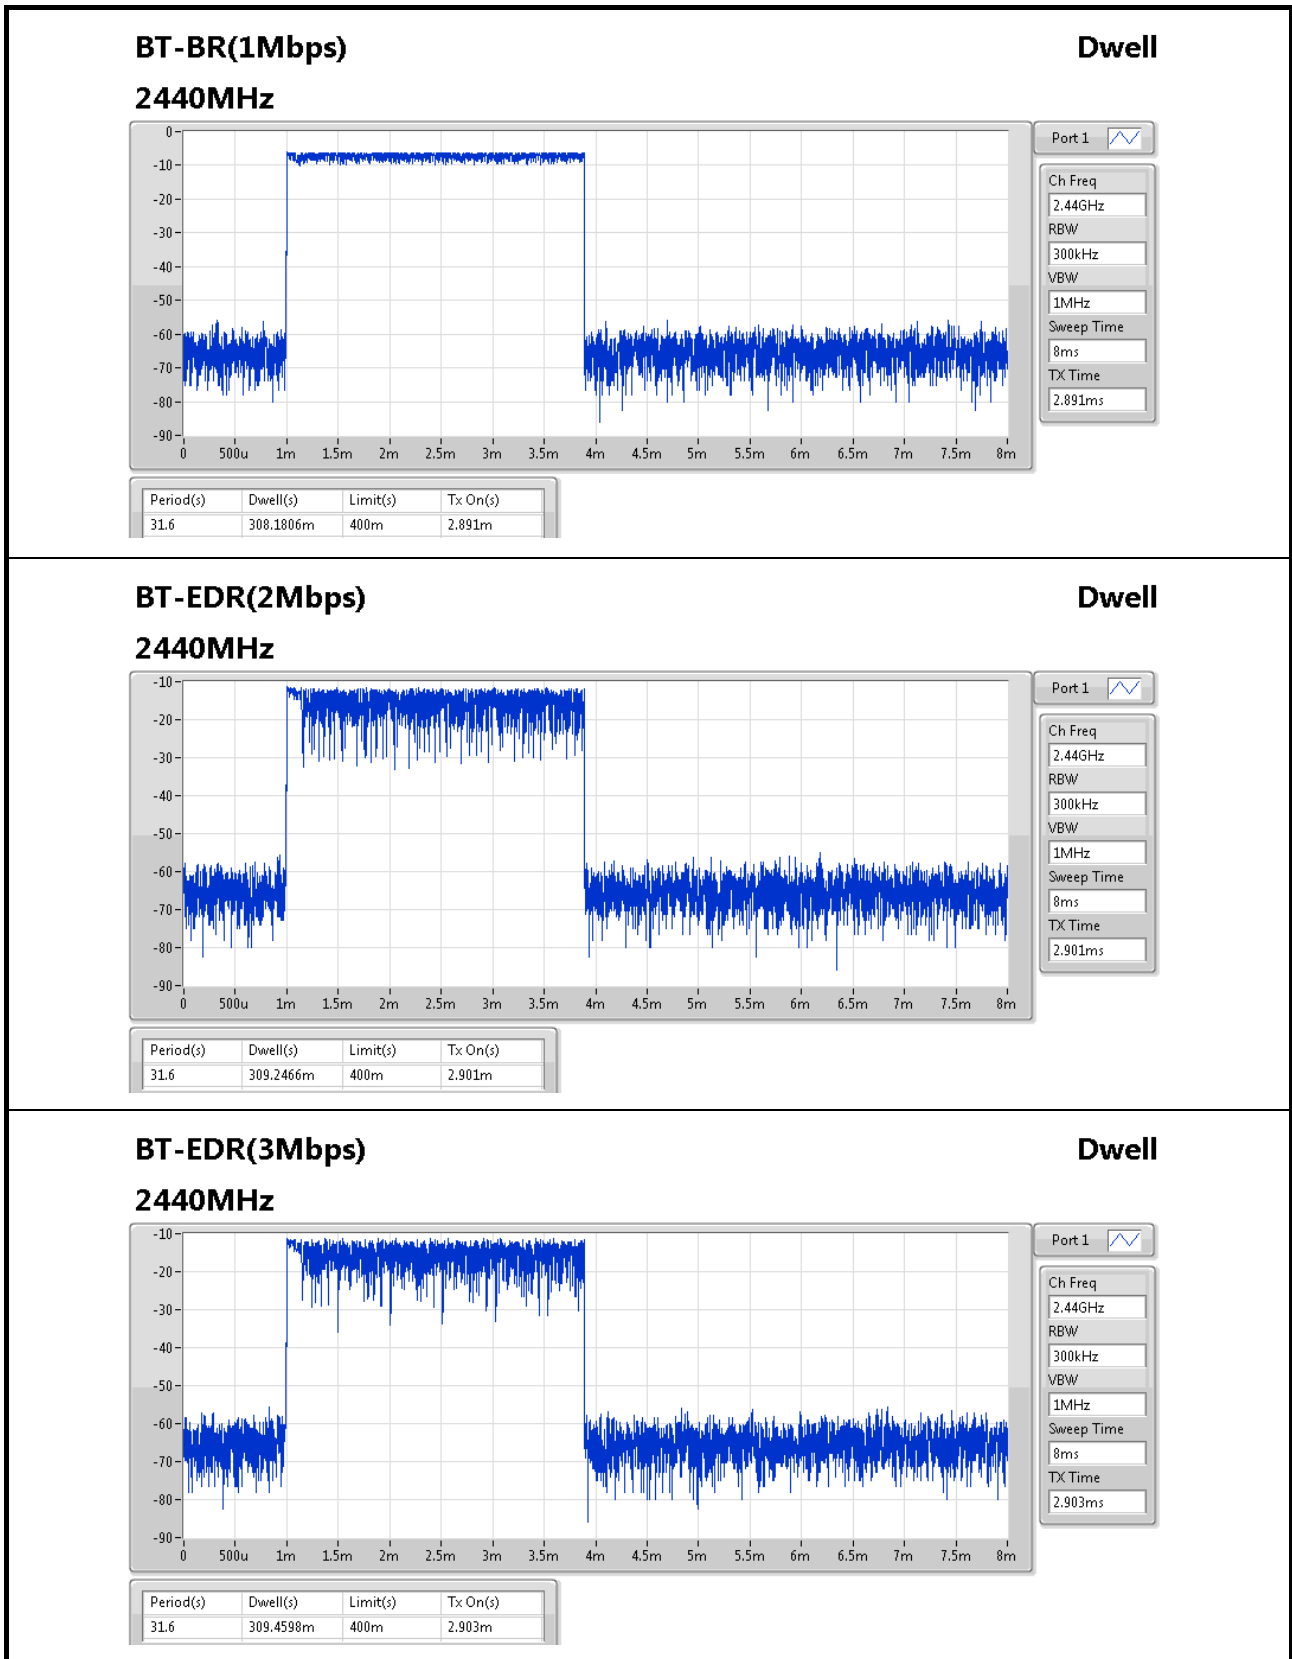 BT-BR(1Mbps) Dwell
2440MHz
Port 1
0
-10
-20
-30
-40
-50
-60
-70
-80
-90
0 500u 1m 1.5m 2m 2.5m 3m 3.5m 4m 4.5m 5m 5.5m 6m 6.5m 7m 7.5m 8m
Ch Freq
2.44GHz
RBW
300kHz
VBW
1MHz
Sweep Time
8ms
TX Time
2.891ms
Period(s) Dwell(s) Limit(s) Tx On(s)
31.6 308.1806m 400m 2.891m
BT-EDR(2Mbps) Dwell
2440MHz
Port 1
-10
-20
-30
-40
-50
-60
-70
-80
-90
0 500u 1m 1.5m 2m 2.5m 3m 3.5m 4m 4.5m 5m 5.5m 6m 6.5m 7m 7.5m 8m
Ch Freq
2.44GHz
RBW
300kHz
VBW
1MHz
Sweep Time
8ms
TX Time
2.901ms
Period(s) Dwell(s) Limit(s) Tx On(s)
31.6 309.2466m 400m 2.901m
BT-EDR(3Mbps) Dwell
2440MHz
Port 1
-10
-20
-30
-40
-50
-60
-70
-80
-90
0 500u 1m 1.5m 2m 2.5m 3m 3.5m 4m 4.5m 5m 5.5m 6m 6.5m 7m 7.5m 8m
Ch Freq
2.44GHz
RBW
300kHz
VBW
1MHz
Sweep Time
8ms
TX Time
2.903ms
Period(s) Dwell(s) Limit(s) Tx On(s)
31.6 309.4598m 400m 2.903m